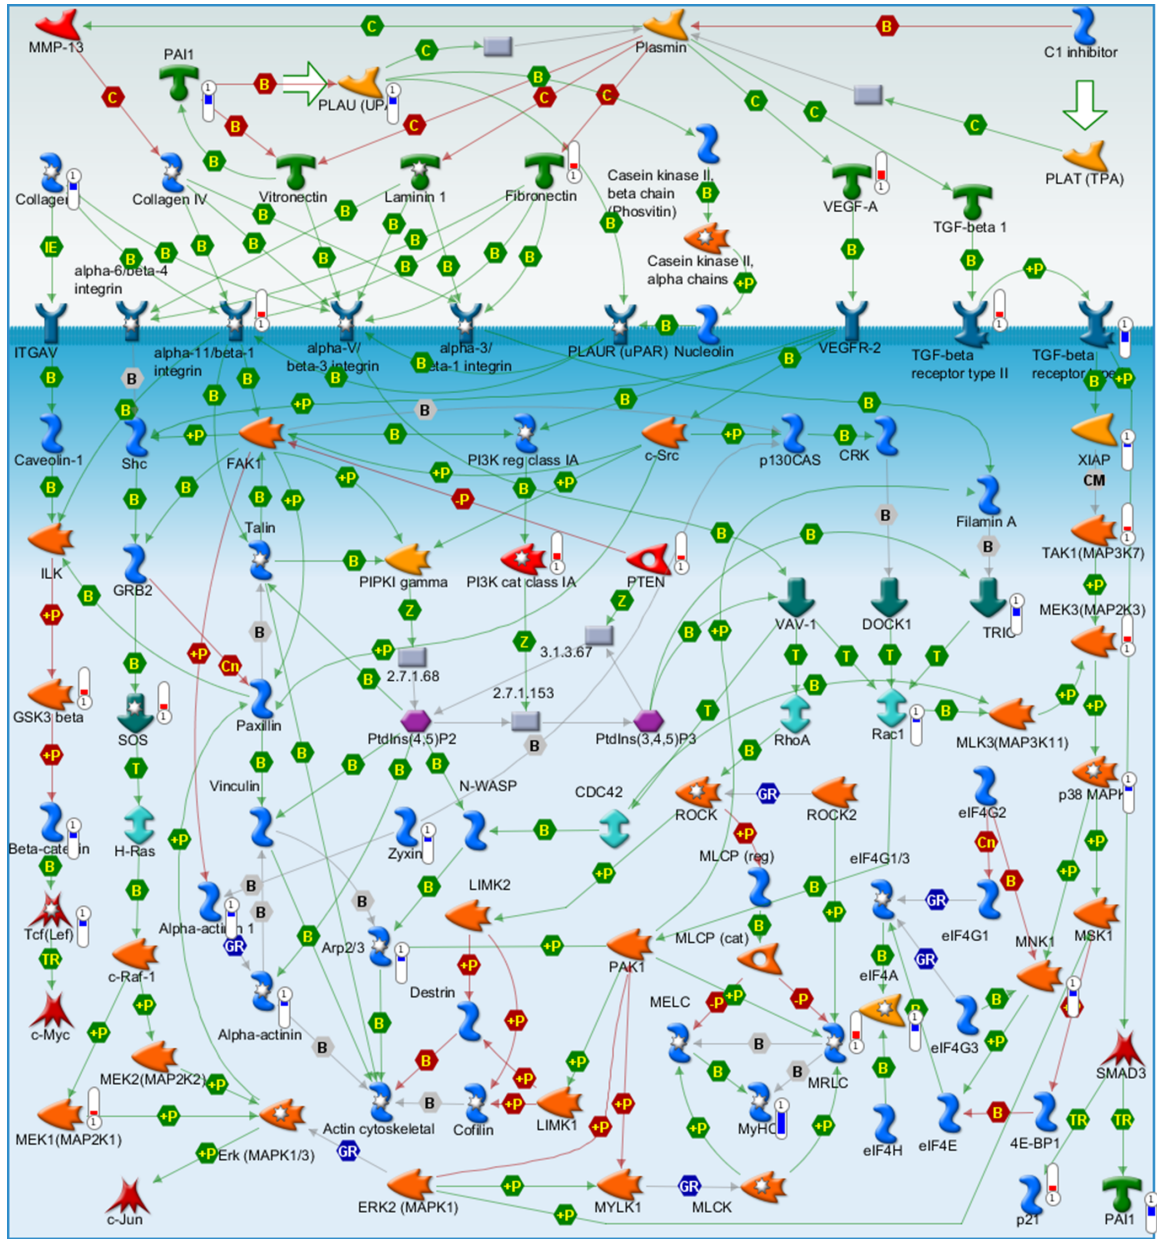 MMP-13
C
Plasmin
B
C1 inhibitor
PAI1
C
PLAU (UPA
B
C
C
B
C
C
C
C
C
B
B
PLAT (TPA)
Collagen
Collagen IV
Vitronectin
Laminin 1
Fibronectin
Casein kinase II,
beta chain
(Phosvitin)
VEGF-A
TGF-beta 1
Casein kinase II,
alpha chains
IE
B
+P
alpha-6/beta-4
integrin
ITGAV
alpha-11/beta-1
integrin
alpha-V/
beta-3 integrin
alpha-3/
beta-1 integrin
PLAUR (uPAR)
Nucleolin
VEGFR-2
TGF-beta
receptor type II
TGF-beta
receptor type
Caveolin-1
Shc
FAK1
PI3K reg class IA
c-Src
p130CAS
CRK
XIAP
CM
Filamin A
TAK1(MAP3K7)
ILK
GRB2
Talin
PIPKI gamma
PI3K cat class IA
PTEN
-P
Z
VAV-1
DOCK1
TRIO
MEK3(MAP2K3)
3.1.3.67
2.7.1.68
2.7.1.153
+P
Cn
GSK3 beta
SOS
Paxillin
PtdIns(4,5)P2
PtdIns(3,4,5)P3
RhoA
Rac1
MLK3(MAP3K11)
T
Vinculin
N-WASP
CDC42
ROCK
GR
ROCK2
eIF4G2
p38 MAPK
Beta-catenin
H-Ras
Zyxin
MLCP (reg)
eIF4G1/3
Tcf(Lef)
TR
Alpha-actinin 1
LIMK2
Arp2/3
PAK1
MLCP (cat)
eIF4G1
MNK1
MSK1
c-Raf-1
eIF4A
c-Myc
Alpha-actinin
Destrin
MELC
MRLC
eIF4G3
SMAD3
MEK2(MAP2K2)
MEK1(MAP2K1)
Erk (MAPK1/3)
Actin cytoskeletal
Cofilin
LIMK1
MyHC
eIF4H
eIF4E
4E-BP1
c-Jun
ERK2 (MAPK1)
MYLK1
MLCK
p21
PAI1